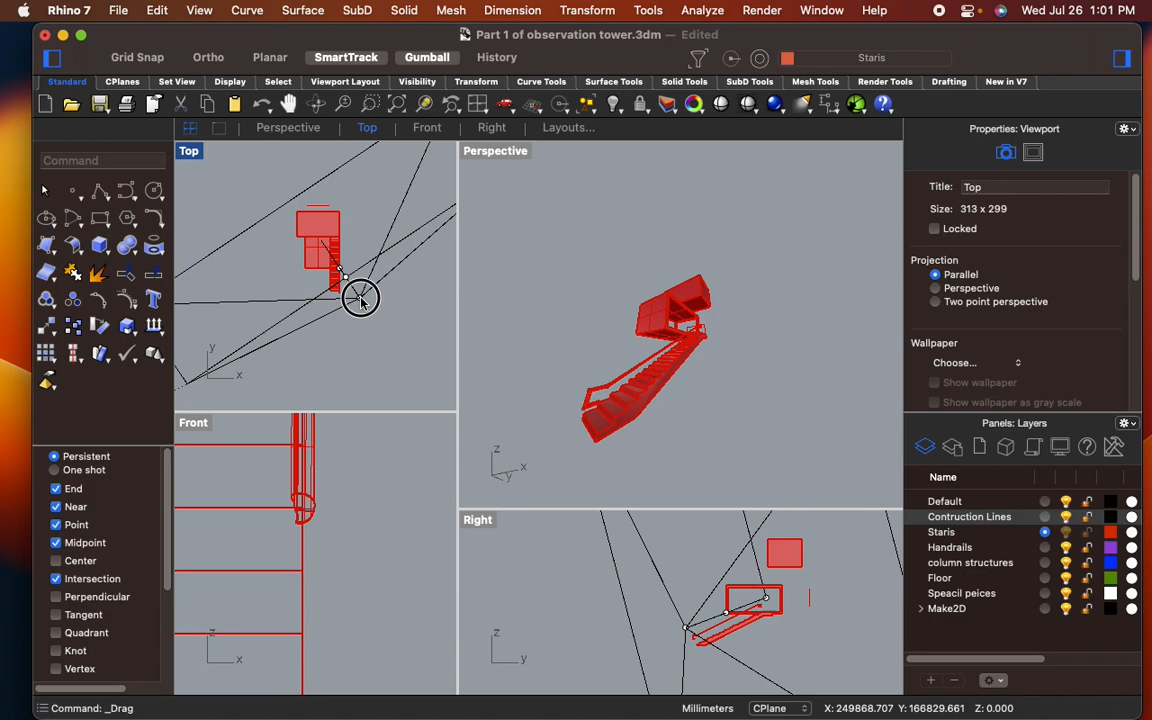 Rhino 7 File Edit View Curve Surface SubD Solid Mesh Dimension Transform Tools Analyze Render Window Help Wed Jul 26 1:01 PM
Part 1 of observation tower.3dm — Edited
Grid Snap Ortho Planar SmartTrack Gumball History Staris
Standard CPlanes Set View Display Select Viewport Layout Visibility Transform Curve Tools Surface Tools Solid Tools SubD Tools Mesh Tools Render Tools Drafting New in V7
Perspective Top Front Right Layouts...
Command
Top
y
x
Perspective
z
x
y
Front
z
x
Right
z
y
Persistent
One shot
End
Near
Point
Midpoint
Center
Intersection
Perpendicular
Tangent
Quadrant
Knot
Vertex
Properties: Viewport
Title: Top
Size: 313 x 299
Locked
Projection
Parallel
Perspective
Two point perspective
Wallpaper
Choose...
Show wallpaper
Show wallpaper as gray scale
Panels: Layers
Name
Default
Contruction Lines
Staris
Handrails
column structures
Floor
Speacil peices
Make2D
Command: _Drag
Millimeters CPlane X: 249868.707 Y: 166829.661 Z: 0.000